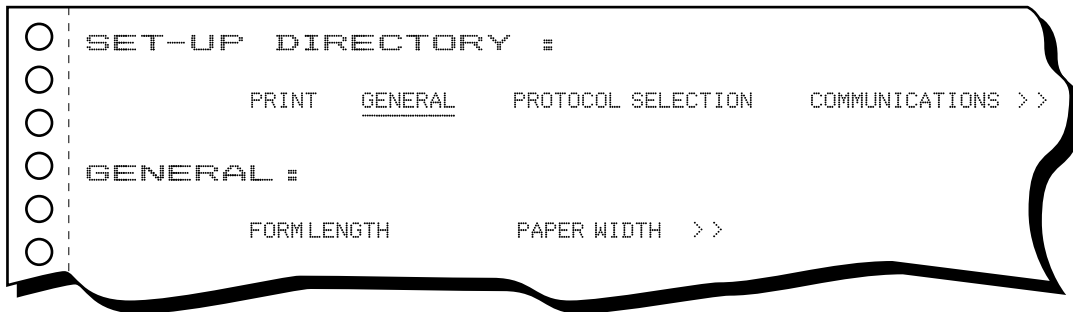 SET-UP DIRECTORY :
PRINT GENERAL PROTOCOL SELECTION COMMUNICATIONS >>
GENERAL :
FORM LENGTH PAPER WIDTH >>